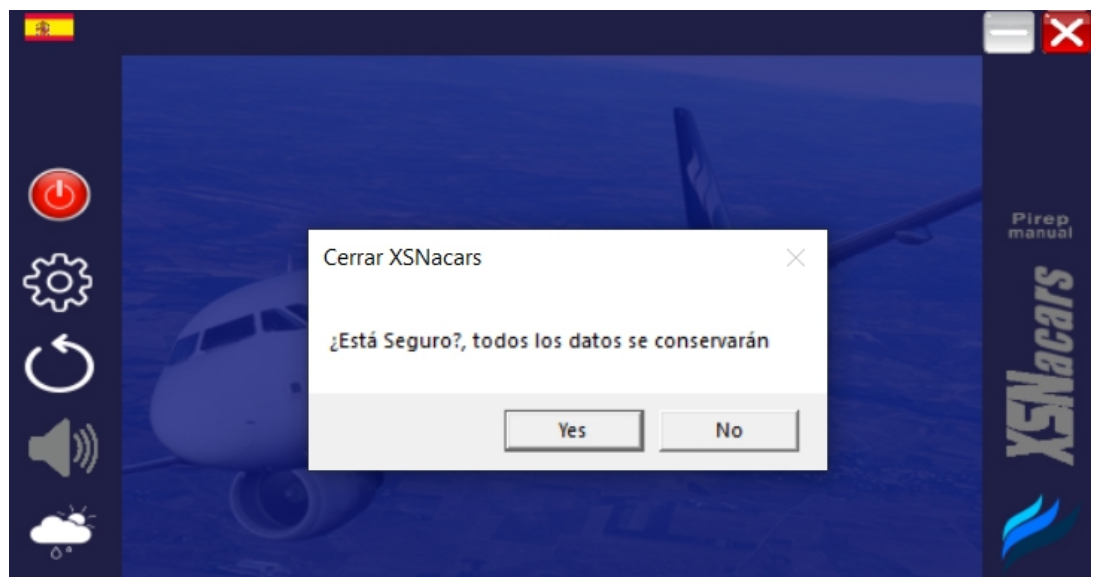 Cerrar XSNacars
¿Está Seguro?, todos los datos se conservarán
Yes
No
Pirep
manual
XSNacars